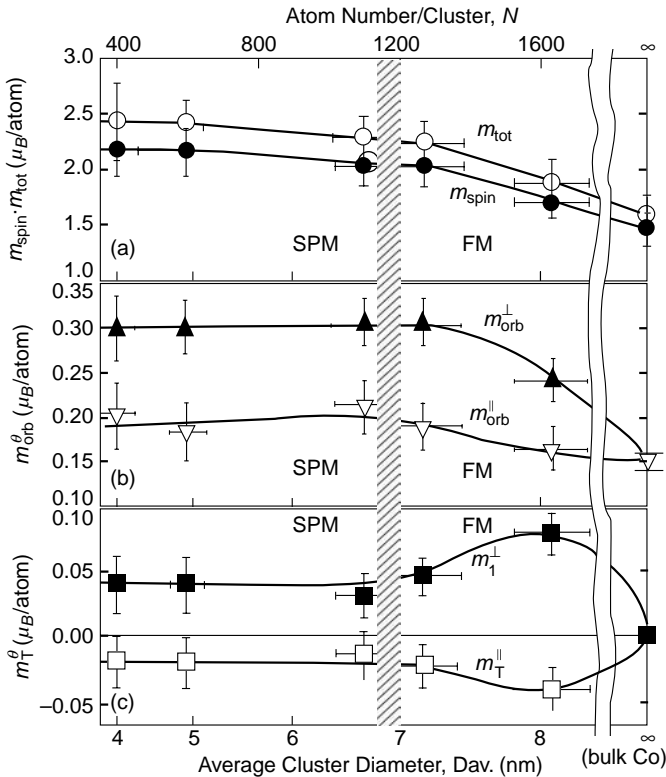 Atom Number/Cluster, N
400 800 1200 1600 ∞
3.0
2.5
2.0
1.5
1.0
m_spin·m_tot (μ_B/atom)
m_tot
m_spin
(a)
SPM FM
0.35
0.30
0.25
0.20
0.15
0.10
m^θ_orb (μ_B/atom)
m^⊥_orb
m^∥_orb
(b)
SPM FM
0.10
0.05
0.00
−0.05
m^θ_T (μ_B/atom)
SPM FM
m^⊥_1
m^∥_T
(c)
4 5 6 7 8 ∞
(bulk Co)
Average Cluster Diameter, Dav. (nm)